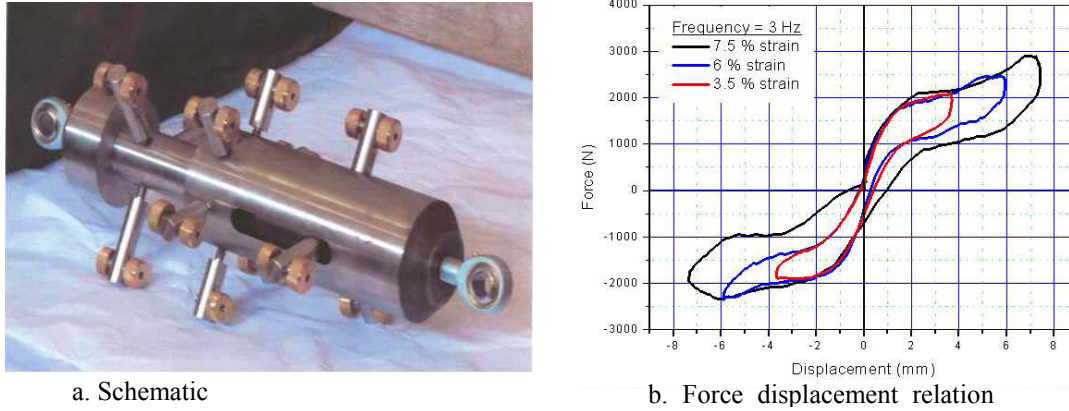 4000
3000
2000
1000
0
-1000
-2000
-3000
Force (N)
Frequency = 3 Hz
7.5 % strain
6 % strain
3.5 % strain
-8 -6 -4 -2 0 2 4 6 8
Displacement (mm)
a. Schematic
b. Force displacement relation